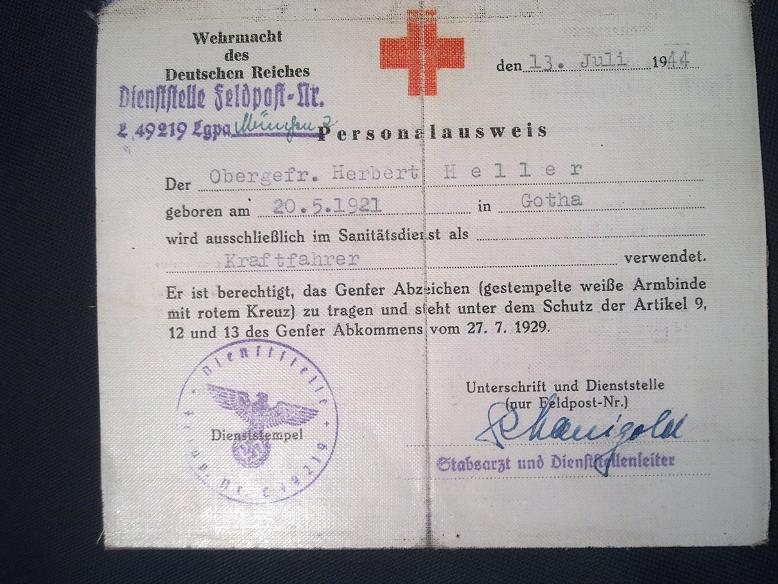 Wehrmacht
des
Deutschen Reiches
Dienststelle Feldpost-Nr.
L 49219 Lgpa München 2
den 13. Juli 1944
Personalausweis
Der Obergefr. Herbert Heller
geboren am 20.5.1921 in Gotha
wird ausschließlich im Sanitätsdienst als
Kraftfahrer verwendet.
Er ist berechtigt, das Genfer Abzeichen (gestempelte weiße Armbinde
mit rotem Kreuz) zu tragen und steht unter dem Schutz der Artikel 9,
12 und 13 des Genfer Abkommens vom 27. 7. 1929.
Dienststelle
Dienststempel
49219
Unterschrift und Dienststelle
(nur Feldpost-Nr.)
Stabsarzt und Dienststellenleiter